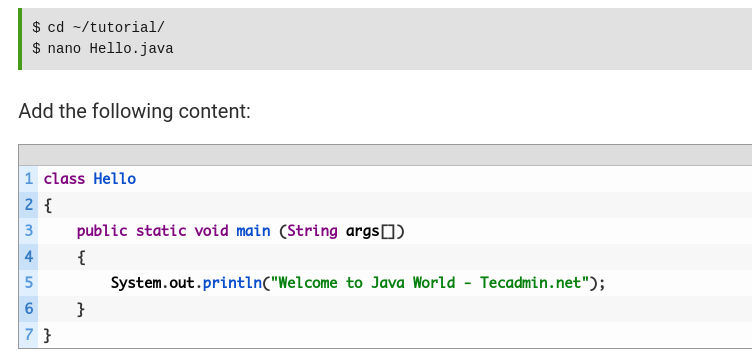 $ cd ~/tutorial/
$ nano Hello.java
Add the following content:
1 class Hello
2 {
3     public static void main (String args[])
4     {
5         System.out.println("Welcome to Java World - Tecadmin.net");
6     }
7 }